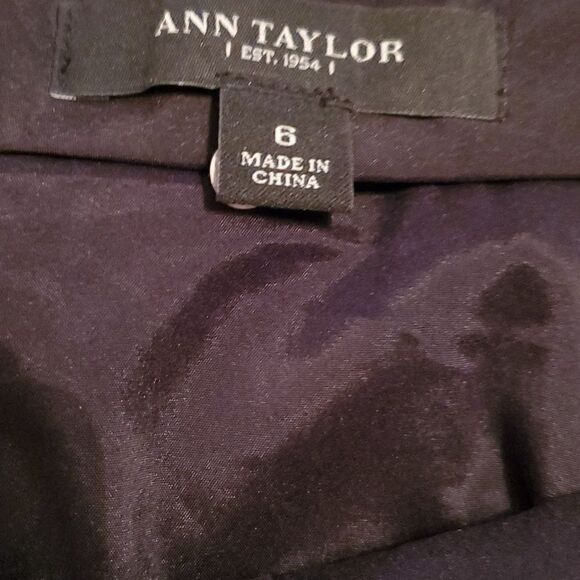 ANN TAYLOR
EST. 1954
6
MADE IN
CHINA